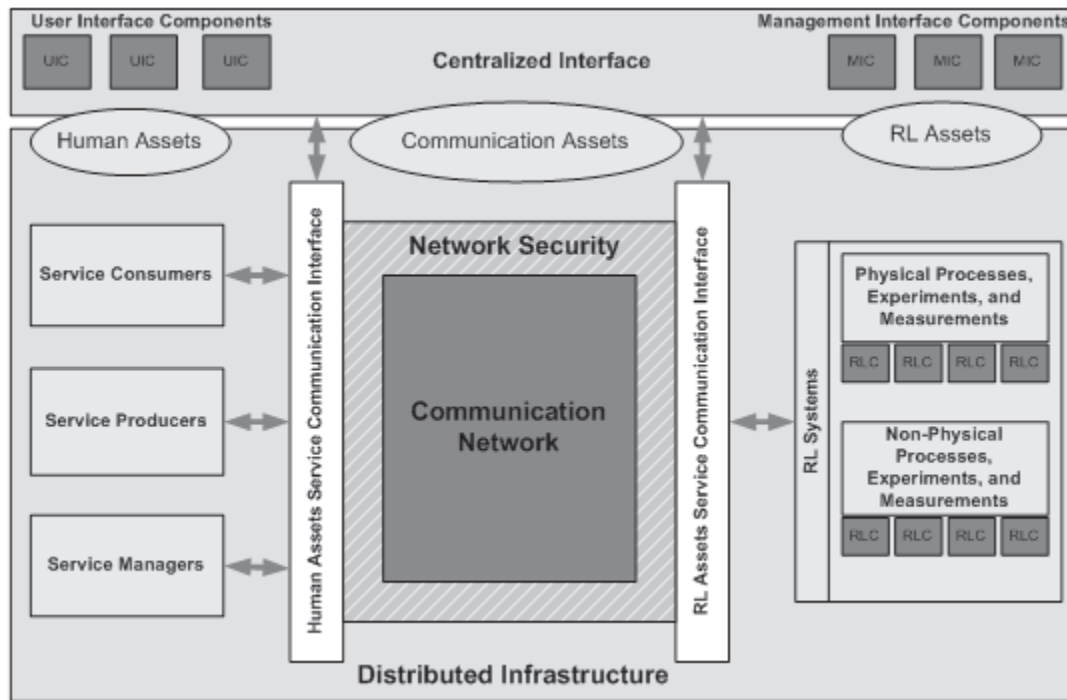 User Interface Components
Management Interface Components
UIC
UIC
UIC
Centralized Interface
MIC
MIC
MIC
Human Assets
Communication Assets
RL Assets
Human Assets Service Communication Interface
RL Assets Service Communication Interface
Network Security
Communication
Network
Service Consumers
Service Producers
Service Managers
RL Systems
Physical Processes,
Experiments, and
Measurements
RLC
RLC
RLC
RLC
Non-Physical
Processes,
Experiments, and
Measurements
RLC
RLC
RLC
RLC
Distributed Infrastructure